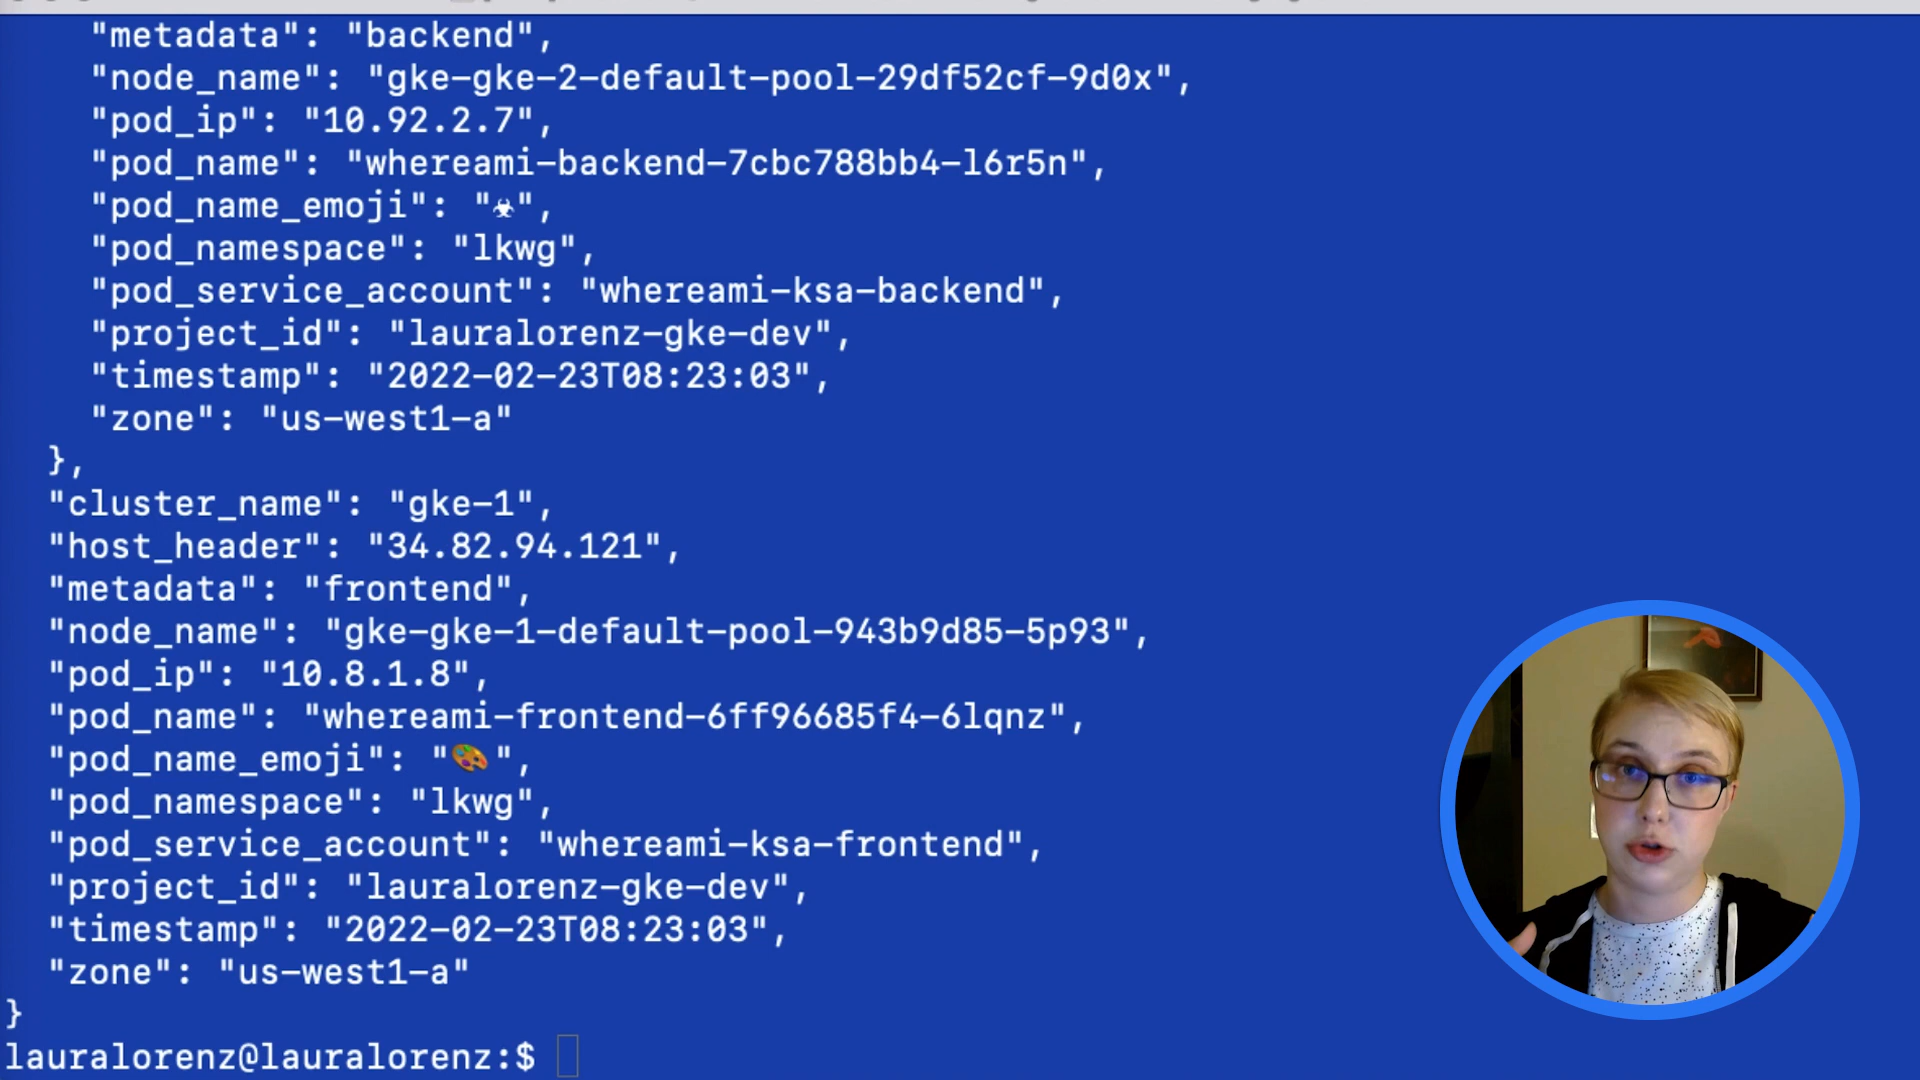 "metadata": "backend",
"node_name": "gke-gke-2-default-pool-29df52cf-9d0x",
"pod_ip": "10.92.2.7",
"pod_name": "whereami-backend-7cbc788bb4-l6r5n",
"pod_name_emoji": "☣",
"pod_namespace": "lkwg",
"pod_service_account": "whereami-ksa-backend",
"project_id": "lauralorenz-gke-dev",
"timestamp": "2022-02-23T08:23:03",
"zone": "us-west1-a"
},
"cluster_name": "gke-1",
"host_header": "34.82.94.121",
"metadata": "frontend",
"node_name": "gke-gke-1-default-pool-943b9d85-5p93",
"pod_ip": "10.8.1.8",
"pod_name": "whereami-frontend-6ff96685f4-6lqnz",
"pod_name_emoji": "🎨",
"pod_namespace": "lkwg",
"pod_service_account": "whereami-ksa-frontend",
"project_id": "lauralorenz-gke-dev",
"timestamp": "2022-02-23T08:23:03",
"zone": "us-west1-a"
}
lauralorenz@lauralorenz:$